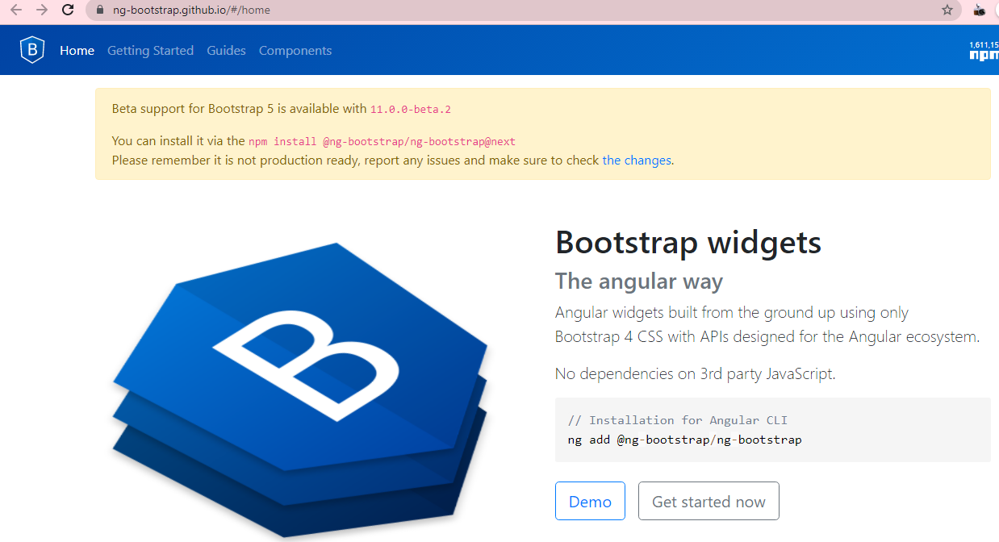 ng-bootstrap.github.io/#/home
B Home Getting Started Guides Components
1,611,15
npm
Beta support for Bootstrap 5 is available with 11.0.0-beta.2
You can install it via the npm install @ng-bootstrap/ng-bootstrap@next
Please remember it is not production ready, report any issues and make sure to check the changes.
B
Bootstrap widgets
The angular way
Angular widgets built from the ground up using only
Bootstrap 4 CSS with APIs designed for the Angular ecosystem.
No dependencies on 3rd party JavaScript.
// Installation for Angular CLI
ng add @ng-bootstrap/ng-bootstrap
Demo Get started now